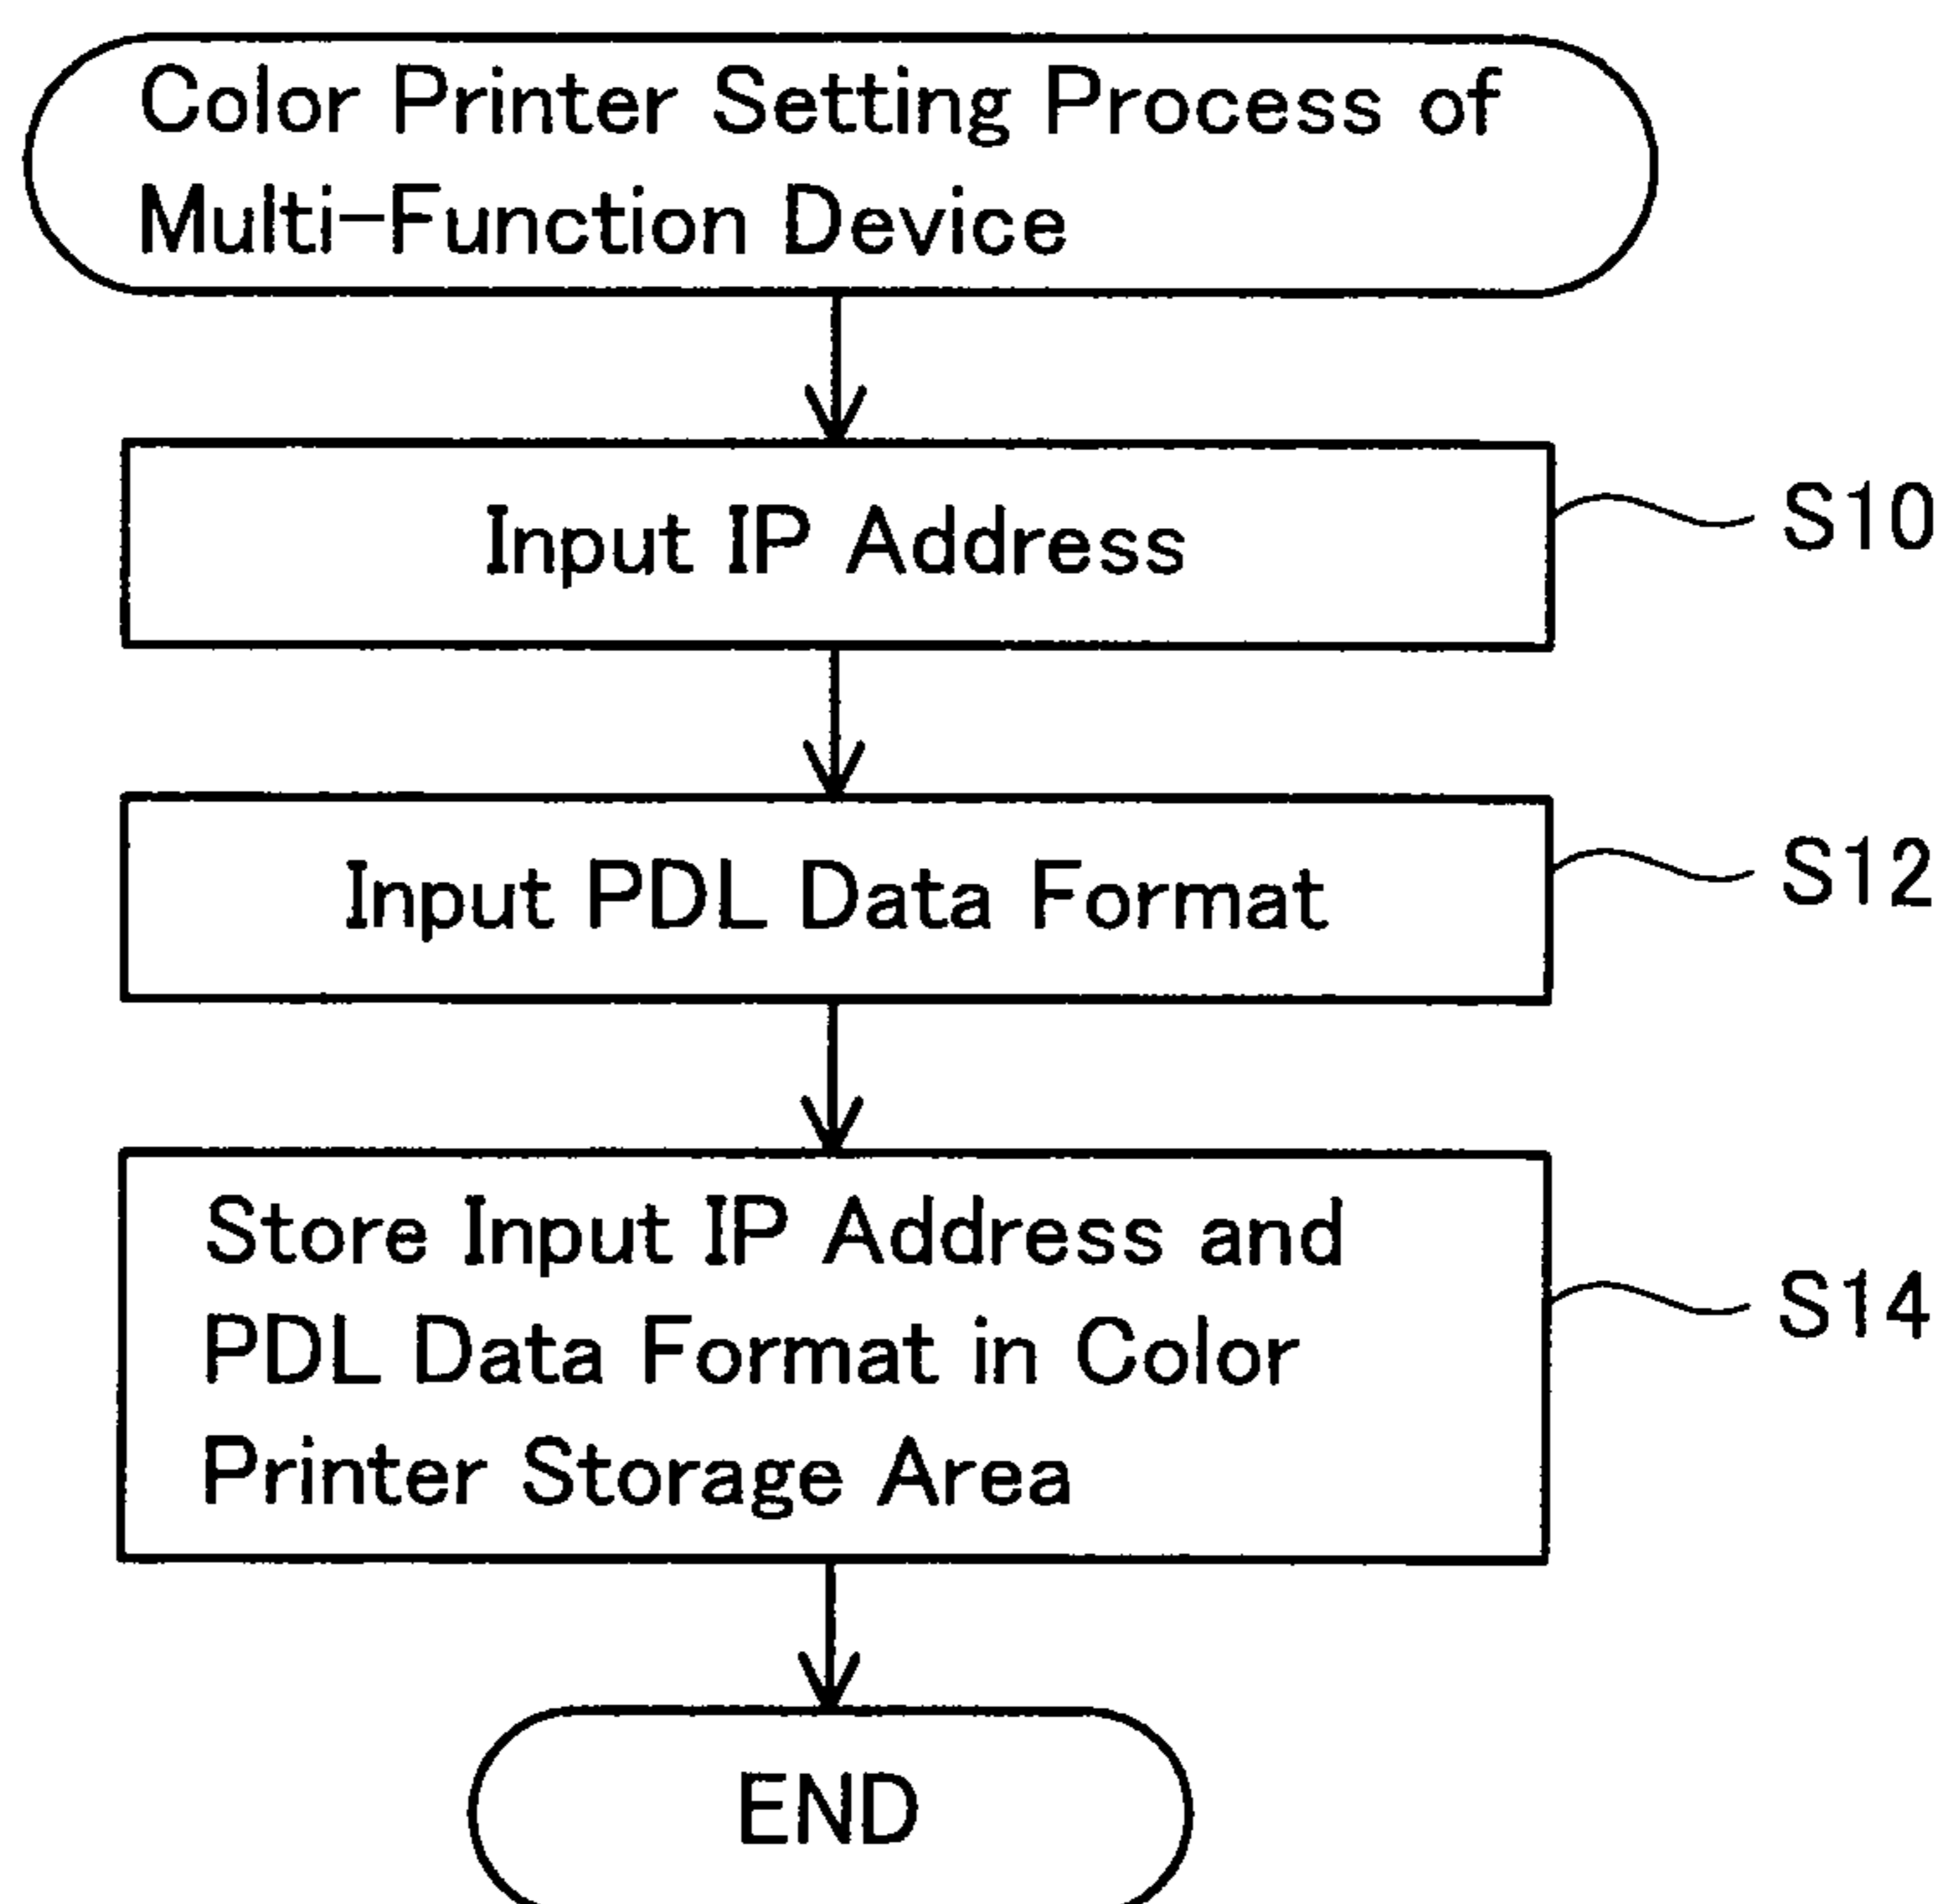 Color Printer Setting Process of
Multi-Function Device
Input IP Address
S10
Input PDL Data Format
S12
Store Input IP Address and
PDL Data Format in Color
Printer Storage Area
S14
END